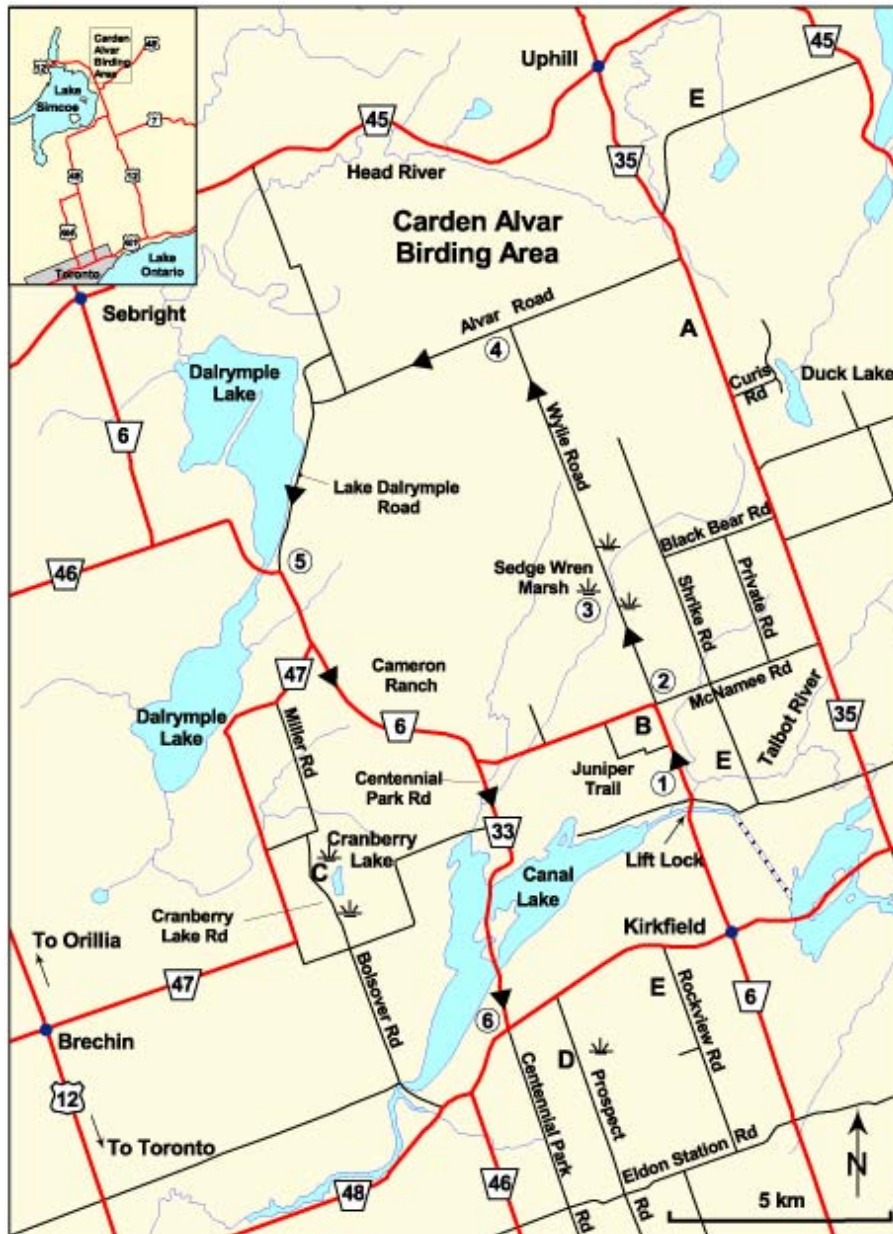 Carden
Alvar
Birding
Area
48
12
Lake
Simcoe
7
48
12
404
401
Toronto
Lake
Ontario
Uphill
45
E
45
35
Head River
Carden Alvar
Birding Area
Sebright
Alvar Road
A
4
Dalrymple
Lake
Curis
Rd
Duck Lake
6
Wylie Road
Lake Dalrymple
Road
Black Bear Rd
46
5
Sedge Wren
Marsh
3
Shrike Rd
Private Rd
2
McNamee Rd
47
Cameron
Ranch
Talbot River
35
Dalrymple
Lake
6
B
Miller Rd
Juniper
Trail
E
1
Centennial
Park Rd
33
Cranberry
Lake
C
Lift Lock
Canal
Lake
Cranberry
Lake Rd
Kirkfield
To Orillia
47
Bolsover Rd
E
Rockview Rd
6
6
Brechin
D
Prospect
Rd
Centennial Park
Rd
12
To Toronto
Eldon Station Rd
N
48
46
5 km